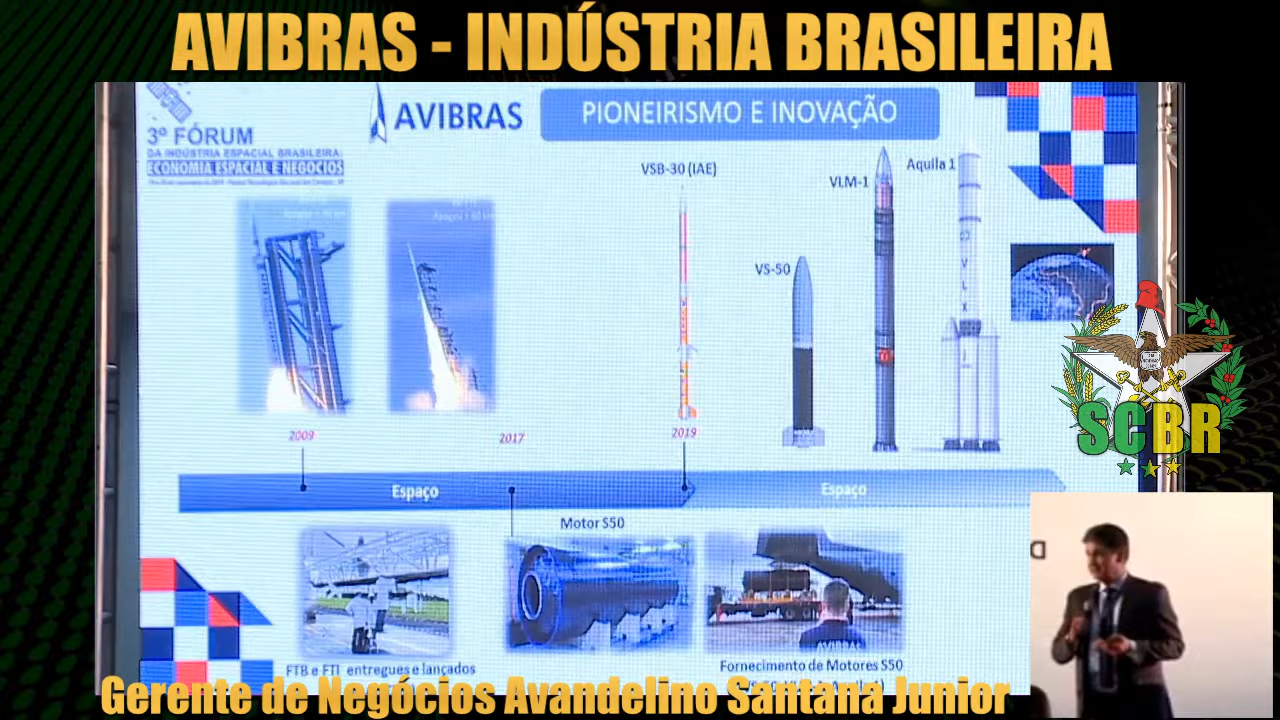 AVIBRAS - INDÚSTRIA BRASILEIRA
3º FÓRUM
DA INDÚSTRIA ESPACIAL BRASILEIRA:
ECONOMIA ESPACIAL E NEGÓCIOS
AVIBRAS
PIONEIRISMO E INOVAÇÃO
VSB-30 (IAE)
VLM-1
Aquila 1
VS-50
V
L
X
2009
2017
2019
SCBR
Espaço
Espaço
Motor S50
AVIBRAS
FTB e FTI entregues e lançados
Fornecimento de Motores S50
Gerente de Negócios Avandelino Santana Junior